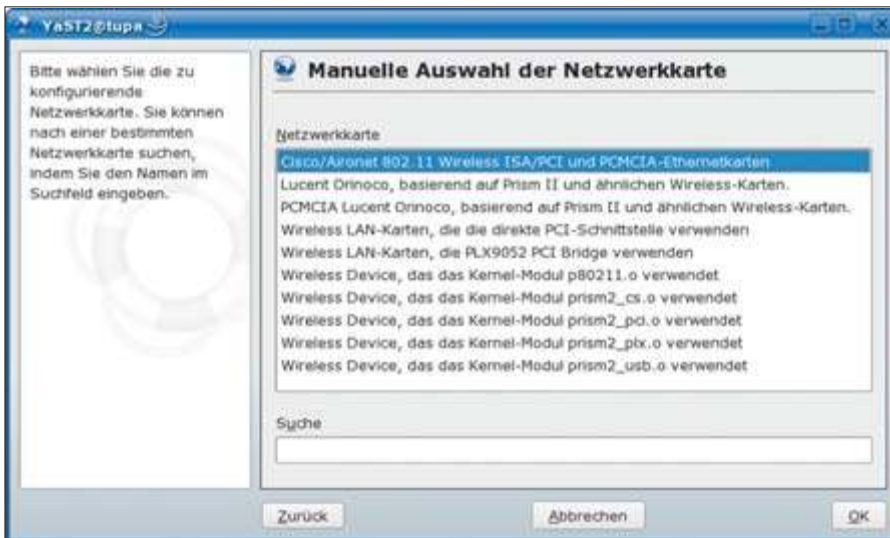 YaST2@tupa
Bitte wählen Sie die zu
konfigurierende
Netzwerkkarte. Sie können
nach einer bestimmten
Netzwerkkarte suchen,
indem Sie den Namen im
Suchfeld eingeben.
Manuelle Auswahl der Netzwerkkarte
Netzwerkkarte
Cisco/Aironet 802.11 Wireless ISA/PCI und PCMCIA-Ethernetkarten
Lucent Orinoco, basierend auf Prism II und ähnlichen Wireless-Karten.
PCMCIA Lucent Orinoco, basierend auf Prism II und ähnlichen Wireless-Karten.
Wireless LAN-Karten, die die direkte PCI-Schnittstelle verwenden
Wireless LAN-Karten, die PLX9052 PCI Bridge verwenden
Wireless Device, das das Kernel-Modul p80211.o verwendet
Wireless Device, das das Kernel-Modul prism2_cs.o verwendet
Wireless Device, das das Kernel-Modul prism2_pci.o verwendet
Wireless Device, das das Kernel-Modul prism2_plx.o verwendet
Wireless Device, das das Kernel-Modul prism2_usb.o verwendet
Suche
Zurück
Abbrechen
OK